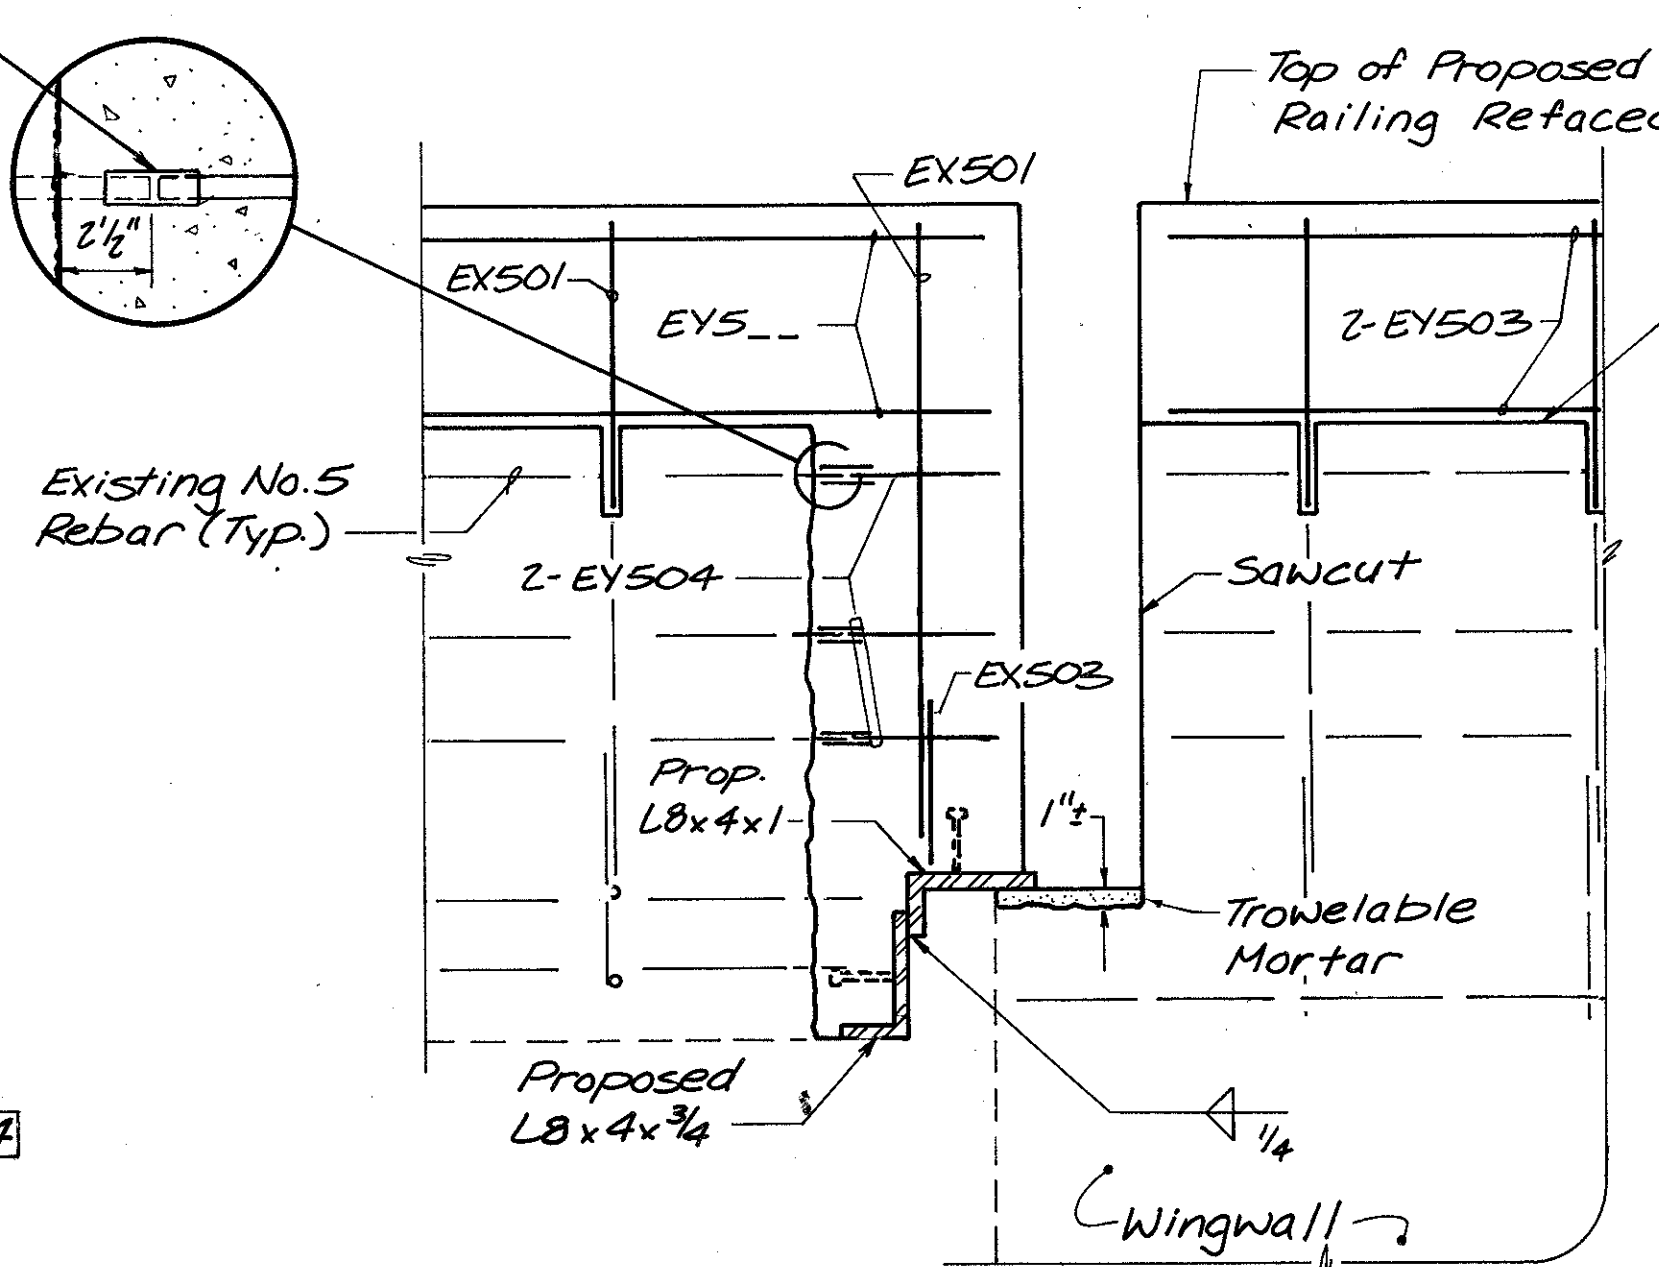 Top of Proposed
Railing Refaced
EX501
2 1/2"
EX501
EY5_ _
2-EY503
Existing No.5
Rebar (Typ.)
2-EY504
Sawcut
EX503
Prop.
L8x4x1
1"±
Trowelable
Mortar
Proposed
L8x4x3/4
1/4
Wingwall